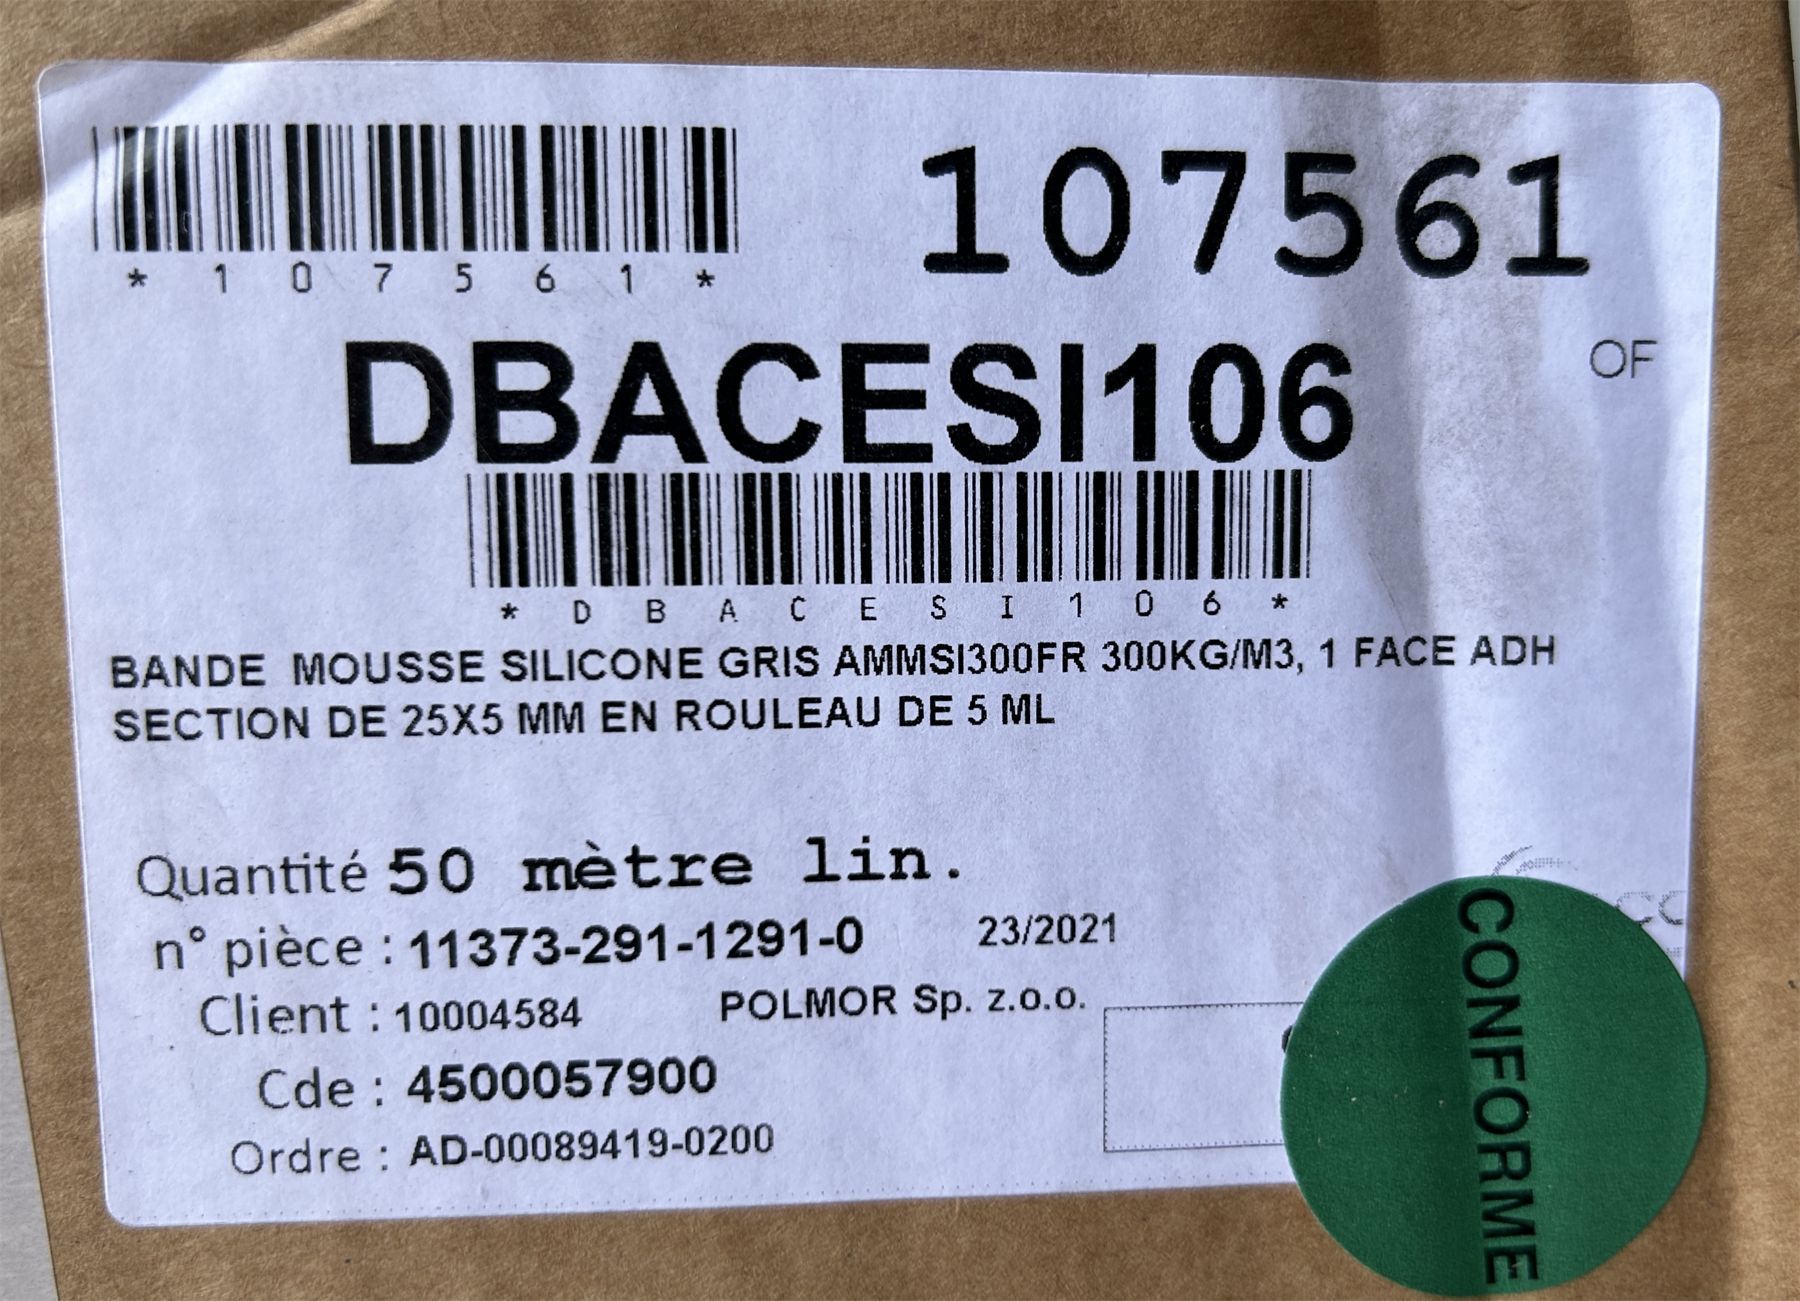 107561
*107561*
OF
DBACESI106
*DBACESI106*
BANDE MOUSSE SILICONE GRIS AMMSI300FR 300KG/M3, 1 FACE ADH
SECTION DE 25X5 MM EN ROULEAU DE 5 ML
Quantité 50 mètre lin.
n° pièce : 11373-291-1291-0 23/2021
Client : 10004584 POLMOR Sp. z.o.o.
Cde : 4500057900
Ordre : AD-00089419-0200
CONFORME